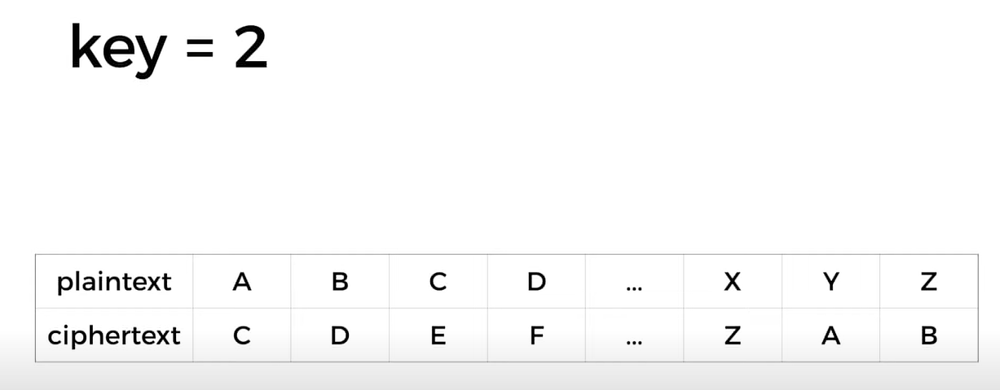 key = 2
plaintext A B C D ... X Y Z
ciphertext C D E F ... Z A B